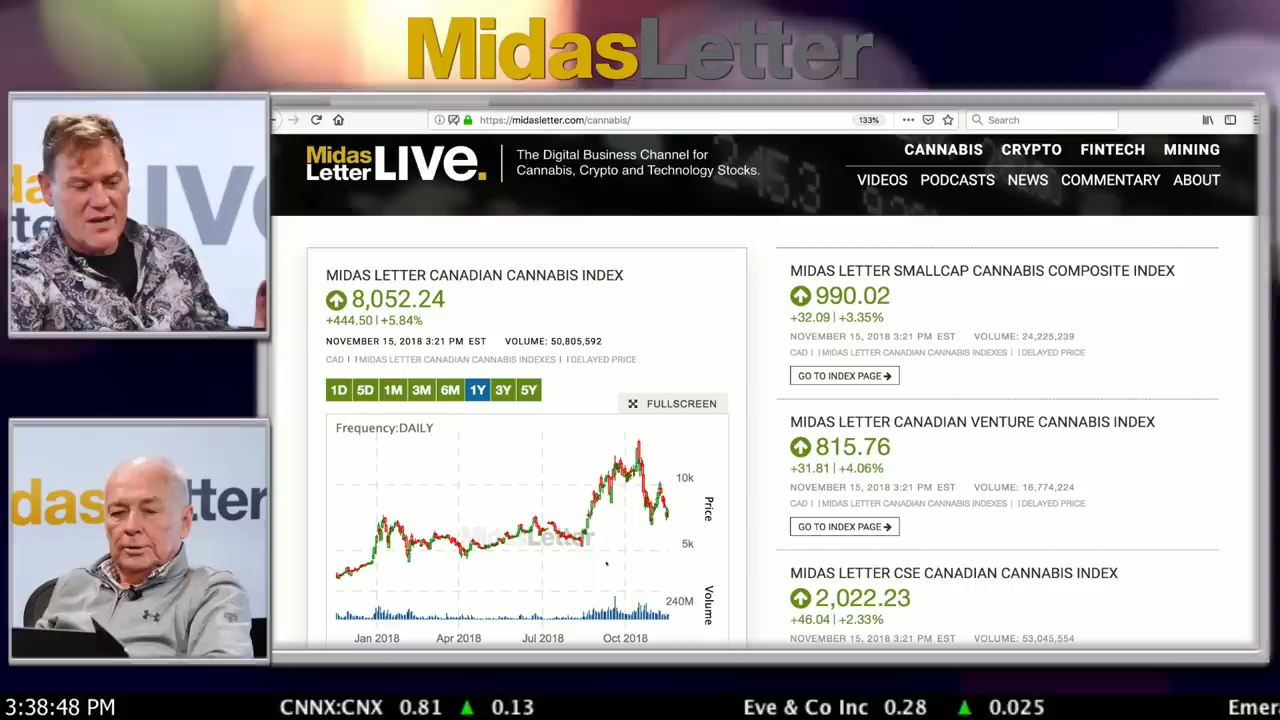 MidasLetter
https://midasletter.com/cannabis/
133%
Search
Midas
Letter LIVE.
The Digital Business Channel for
Cannabis, Crypto and Technology Stocks.
CANNABIS CRYPTO FINTECH MINING
VIDEOS PODCASTS NEWS COMMENTARY ABOUT
MIDAS LETTER CANADIAN CANNABIS INDEX
8,052.24
+444.50 | +5.84%
NOVEMBER 15, 2018 3:21 PM EST VOLUME: 50,805,592
CAD | | MIDAS LETTER CANADIAN CANNABIS INDEXES | | DELAYED PRICE
1D 5D 1M 3M 6M 1Y 3Y 5Y
FULLSCREEN
Frequency:DAILY
10k
5k
Price
240M
Volume
MidasLetter
Jan 2018 Apr 2018 Jul 2018 Oct 2018
MIDAS LETTER SMALLCAP CANNABIS COMPOSITE INDEX
990.02
+32.09 | +3.35%
NOVEMBER 15, 2018 3:21 PM EST VOLUME: 24,225,239
CAD | | MIDAS LETTER CANADIAN CANNABIS INDEXES | | DELAYED PRICE
GO TO INDEX PAGE
MIDAS LETTER CANADIAN VENTURE CANNABIS INDEX
815.76
+31.81 | +4.06%
NOVEMBER 15, 2018 3:21 PM EST VOLUME: 16,774,224
CAD | | MIDAS LETTER CANADIAN CANNABIS INDEXES | | DELAYED PRICE
GO TO INDEX PAGE
MIDAS LETTER CSE CANADIAN CANNABIS INDEX
2,022.23
+46.04 | +2.33%
NOVEMBER 15, 2018 3:21 PM EST VOLUME: 53,045,554
das
tter
3:38:48 PM CNNX:CNX 0.81 0.13 Eve & Co Inc 0.28 0.025 Emer